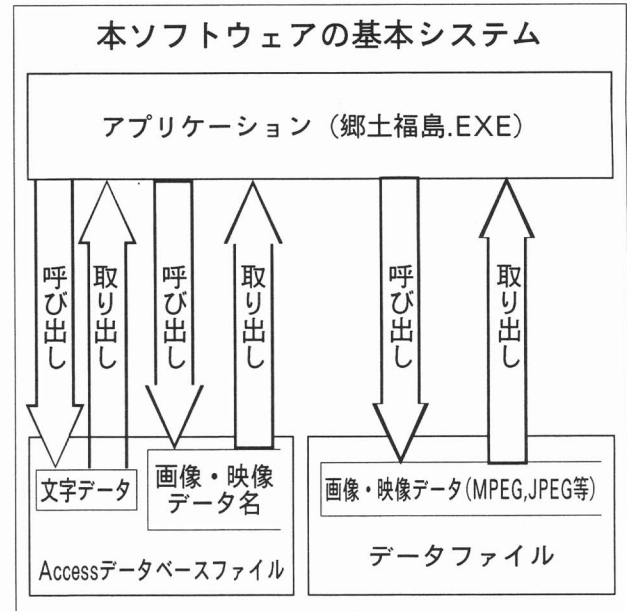 本ソフトウェアの基本システム
アプリケーション（郷土福島.EXE）
呼び出し
取り出し
呼び出し
取り出し
呼び出し
取り出し
文字データ
画像・映像
データ名
Accessデータベースファイル
画像・映像データ(MPEG,JPEG等)
データファイル